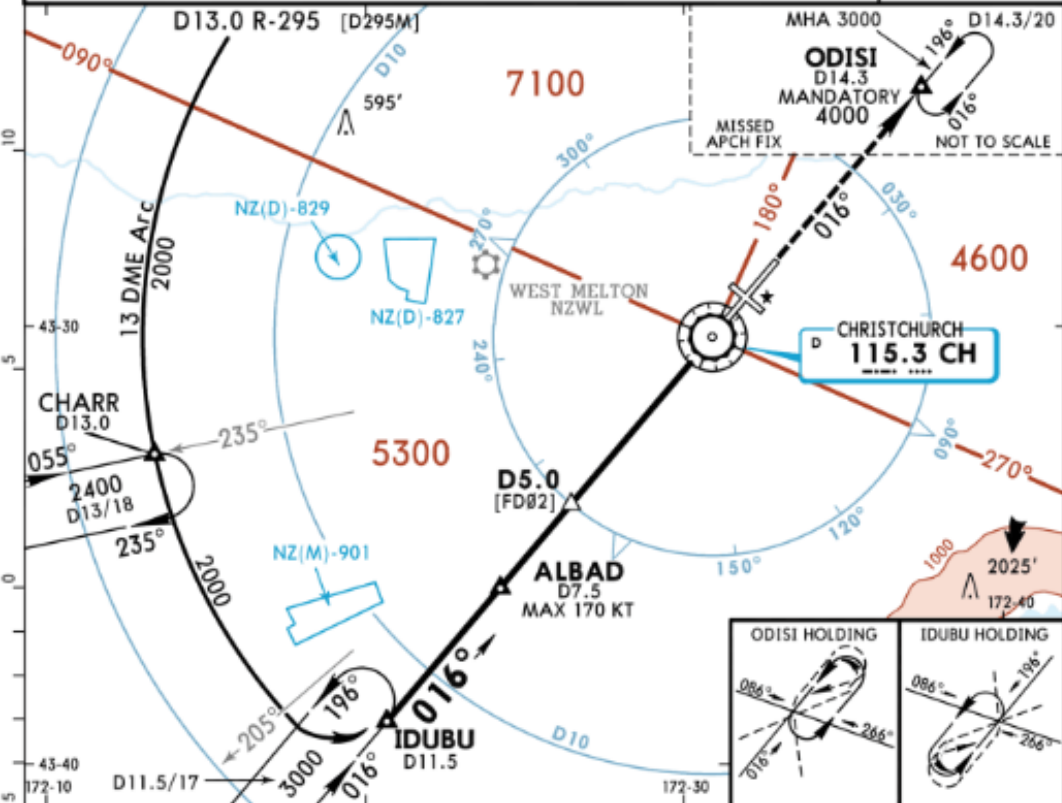 D13.0 R-295 [D295M]
MHA 3000
D14.3/20
196°
016°
ODISI
D14.3
MANDATORY
4000
MISSED
APCH FIX
NOT TO SCALE
090°
D10
7100
595'
300°
030°
10
NZ(D)-829
270°
180°
016°
4600
13 DME Arc
2000
NZ(D)-827
WEST MELTON
NZWL
43-30
CHRISTCHURCH
D 115.3 CH
240°
5
CHARR
D13.0
235°
055°
2400
D13/18
235°
5300
090°
270°
D5.0
[FD02]
120°
NZ(M)-901
2000
150°
1000
2025'
172-40
0
ALBAD
D7.5
MAX 170 KT
016°
196°
205°
IDUBU
D11.5
D10
D11.5/17
3000
016°
43-40
172-10
172-30
5
ODISI HOLDING
086°
266°
016°
IDUBU HOLDING
086°
196°
266°